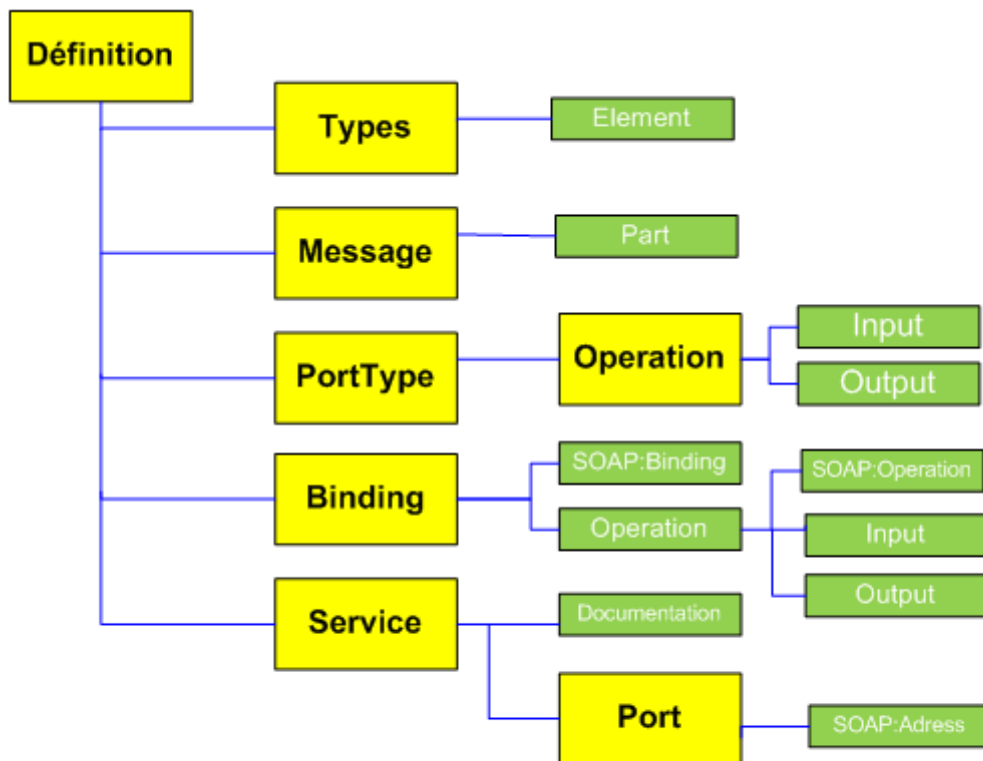 Définition
Types
Element
Message
Part
PortType
Operation
Input
Output
Binding
SOAP:Binding
Operation
SOAP:Operation
Input
Output
Service
Documentation
Port
SOAP:Adress